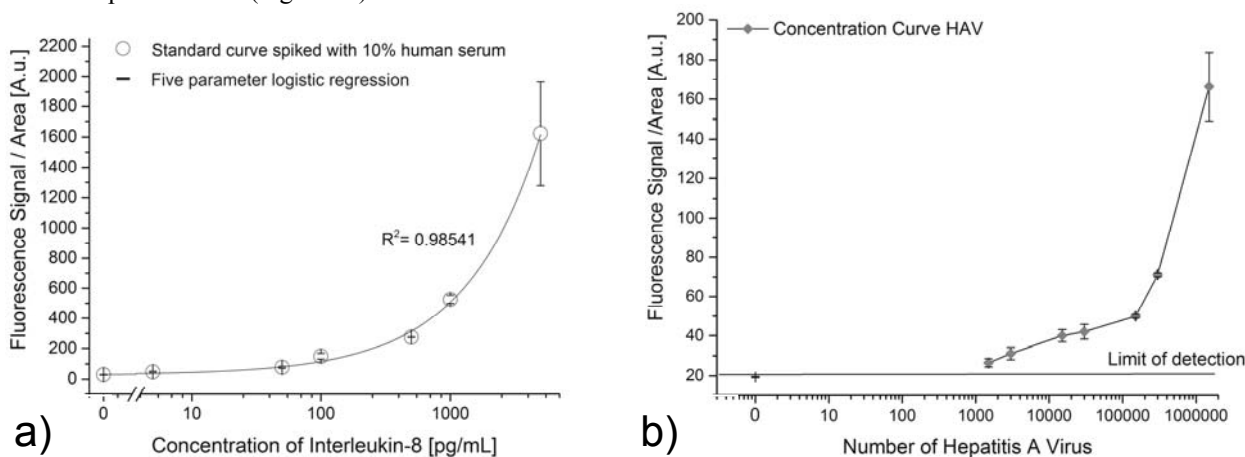 2200
2000
1800
1600
1400
1200
1000
800
600
400
200
0
Fluorescence Signal / Area [A.u.]
Standard curve spiked with 10% human serum
Five parameter logistic regression
R²= 0.98541
0 10 100 1000
Concentration of Interleukin-8 [pg/mL]
a)
200
180
160
140
120
100
80
60
40
20
Fluorescence Signal /Area [A.u.]
Concentration Curve HAV
Limit of detection
0 10 100 1000 10000 100000 1000000
Number of Hepatitis A Virus
b)